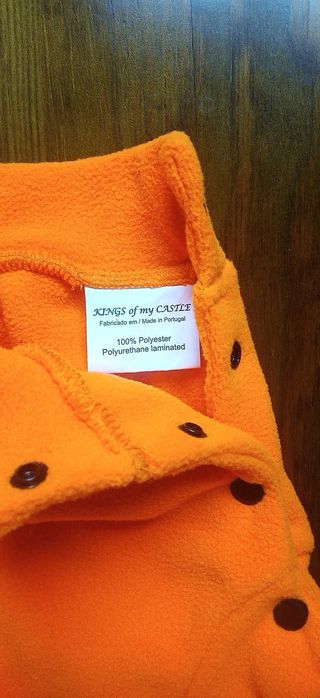 KINGS of my CASTLE
Fabricado em / Made in Portugal
100% Polyester
Polyurethane laminated